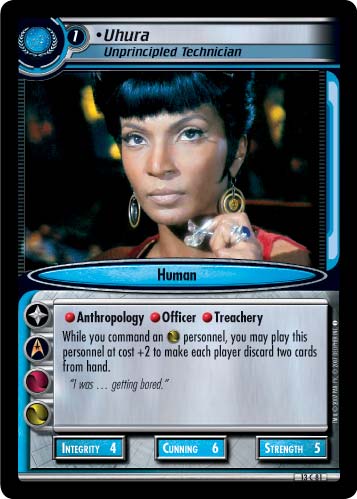 1 •Uhura
Unprincipled Technician
Human
Anthropology Officer Treachery
While you command an personnel, you may play this
personnel at cost +2 to make each player discard two cards
from hand.
"I was ... getting bored."
INTEGRITY 4 CUNNING 6 STRENGTH 5
13 C 81